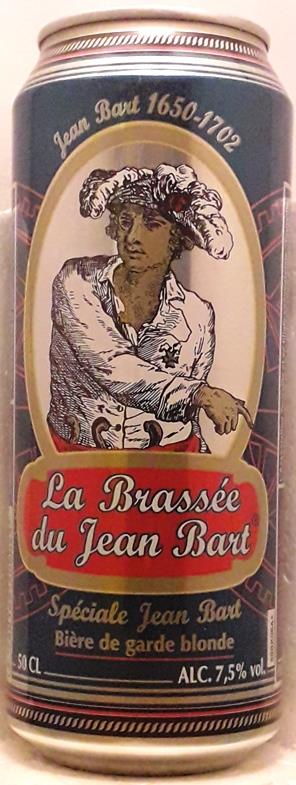 Jean Bart 1650-1702
La Brassée
du Jean Bart®
Spéciale Jean Bart
Bière de garde blonde
50 CL
ALC. 7,5% vol.